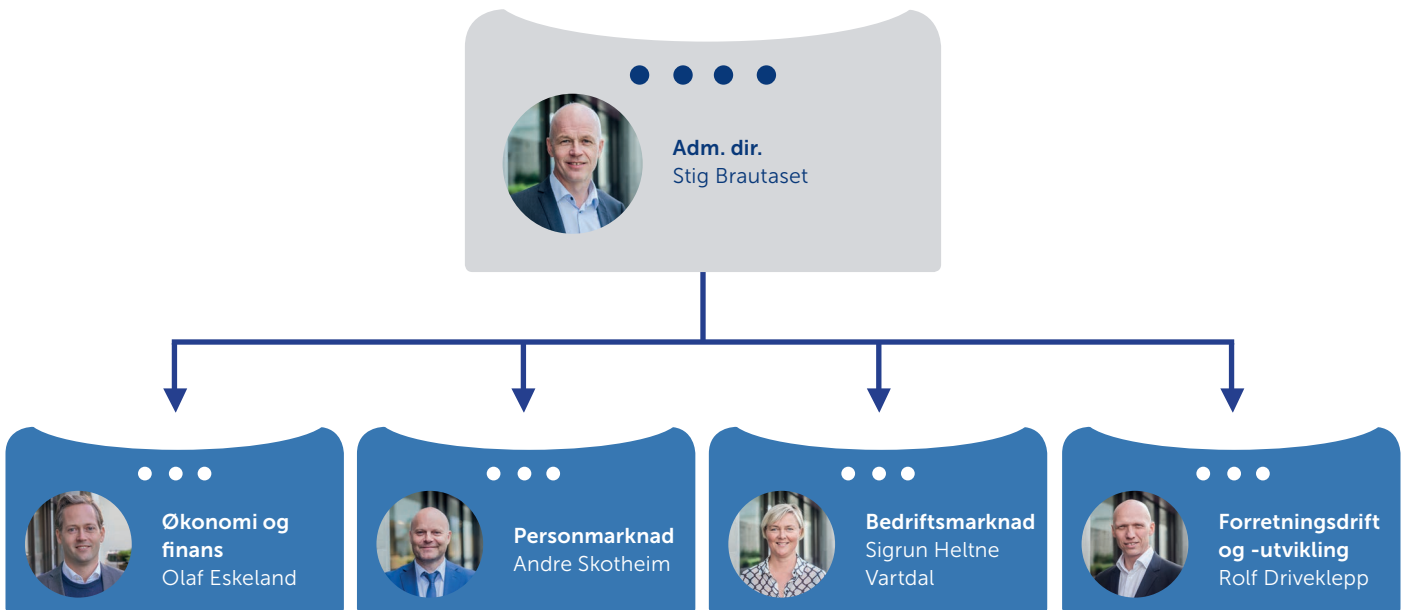 Adm. dir.
Stig Brautaset
Økonomi og
finans
Olaf Eskeland
Personmarknad
Andre Skotheim
Bedriftsmarknad
Sigrun Heltne
Vartdal
Forretningsdrift
og -utvikling
Rolf Driveklepp